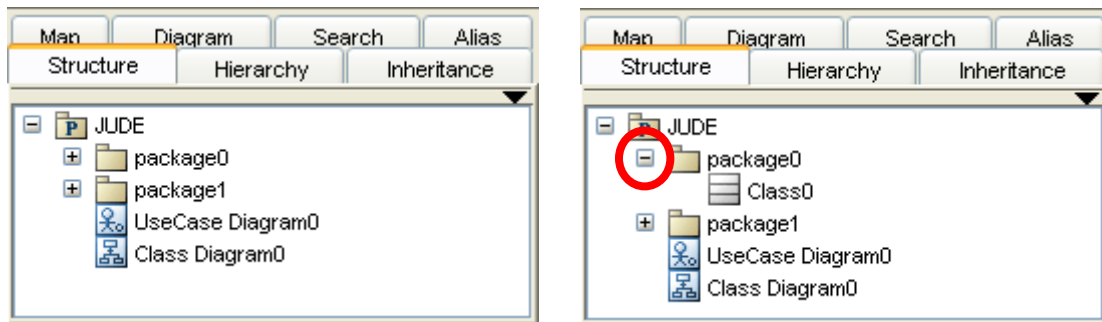 Map Diagram Search Alias
Structure Hierarchy Inheritance
P JUDE
package0
package1
UseCase Diagram0
Class Diagram0
Map Diagram Search Alias
Structure Hierarchy Inheritance
P JUDE
package0
Class0
package1
UseCase Diagram0
Class Diagram0